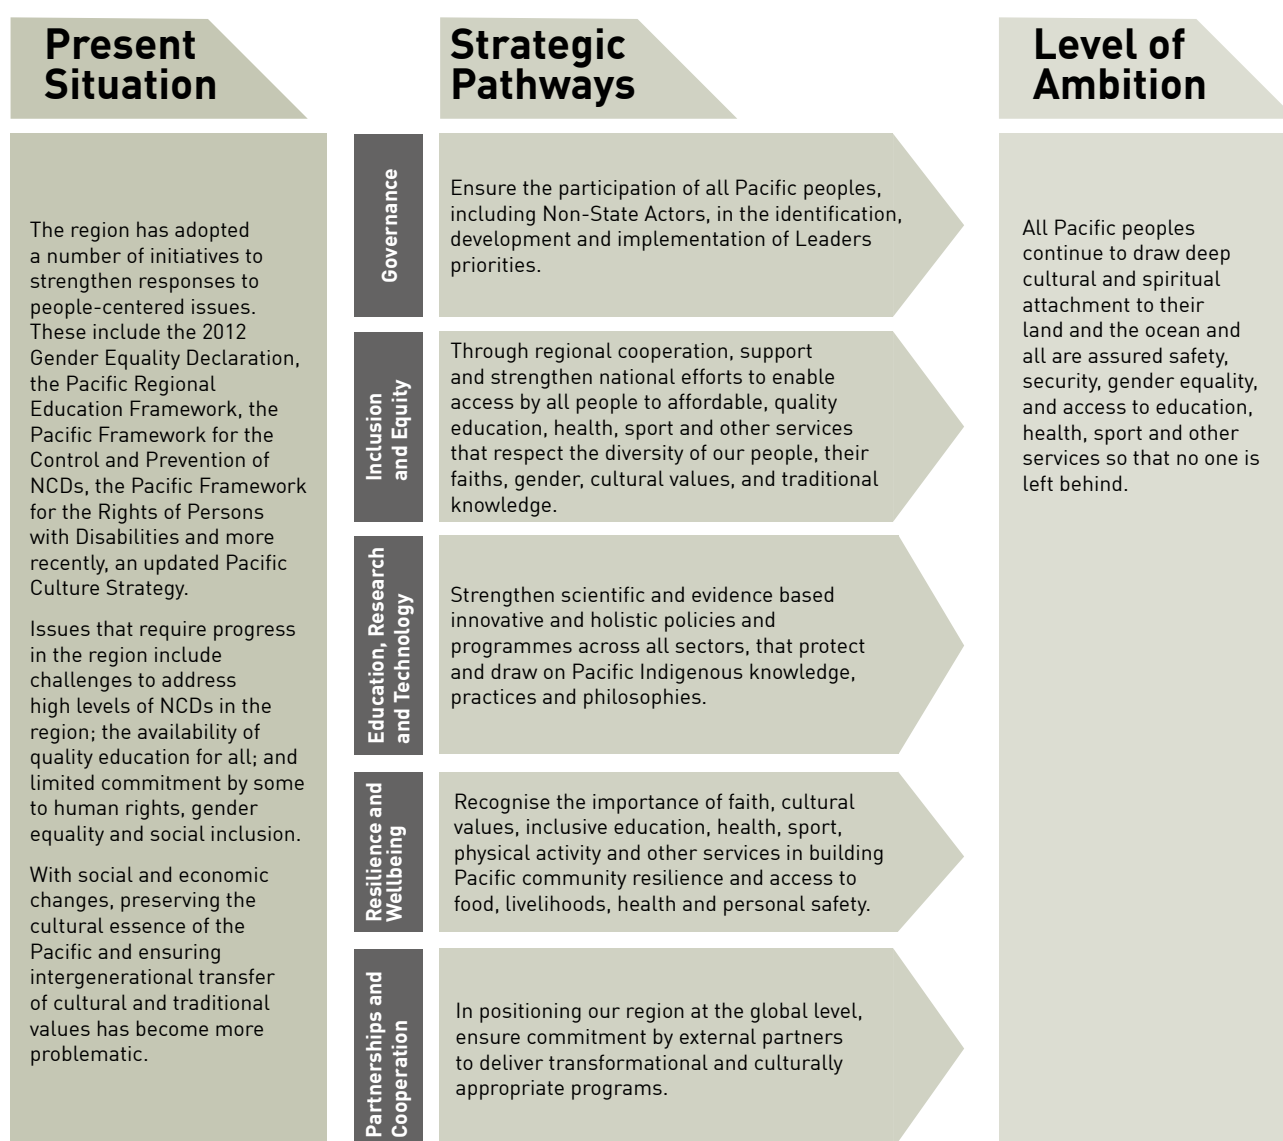 Present
Situation
The region has adopted
a number of initiatives to
strengthen responses to
people-centered issues.
These include the 2012
Gender Equality Declaration,
the Pacific Regional
Education Framework, the
Pacific Framework for the
Control and Prevention of
NCDs, the Pacific Framework
for the Rights of Persons
with Disabilities and more
recently, an updated Pacific
Culture Strategy.
Issues that require progress
in the region include
challenges to address
high levels of NCDs in the
region; the availability of
quality education for all; and
limited commitment by some
to human rights, gender
equality and social inclusion.
With social and economic
changes, preserving the
cultural essence of the
Pacific and ensuring
intergenerational transfer
of cultural and traditional
values has become more
problematic.
Strategic
Pathways
Governance
Ensure the participation of all Pacific peoples,
including Non-State Actors, in the identification,
development and implementation of Leaders
priorities.
Inclusion
and Equity
Through regional cooperation, support
and strengthen national efforts to enable
access by all people to affordable, quality
education, health, sport and other services
that respect the diversity of our people, their
faiths, gender, cultural values, and traditional
knowledge.
Education, Research
and Technology
Strengthen scientific and evidence based
innovative and holistic policies and
programmes across all sectors, that protect
and draw on Pacific Indigenous knowledge,
practices and philosophies.
Resilience and
Wellbeing
Recognise the importance of faith, cultural
values, inclusive education, health, sport,
physical activity and other services in building
Pacific community resilience and access to
food, livelihoods, health and personal safety.
Partnerships and
Cooperation
In positioning our region at the global level,
ensure commitment by external partners
to deliver transformational and culturally
appropriate programs.
Level of
Ambition
All Pacific peoples
continue to draw deep
cultural and spiritual
attachment to their
land and the ocean and
all are assured safety,
security, gender equality,
and access to education,
health, sport and other
services so that no one is
left behind.